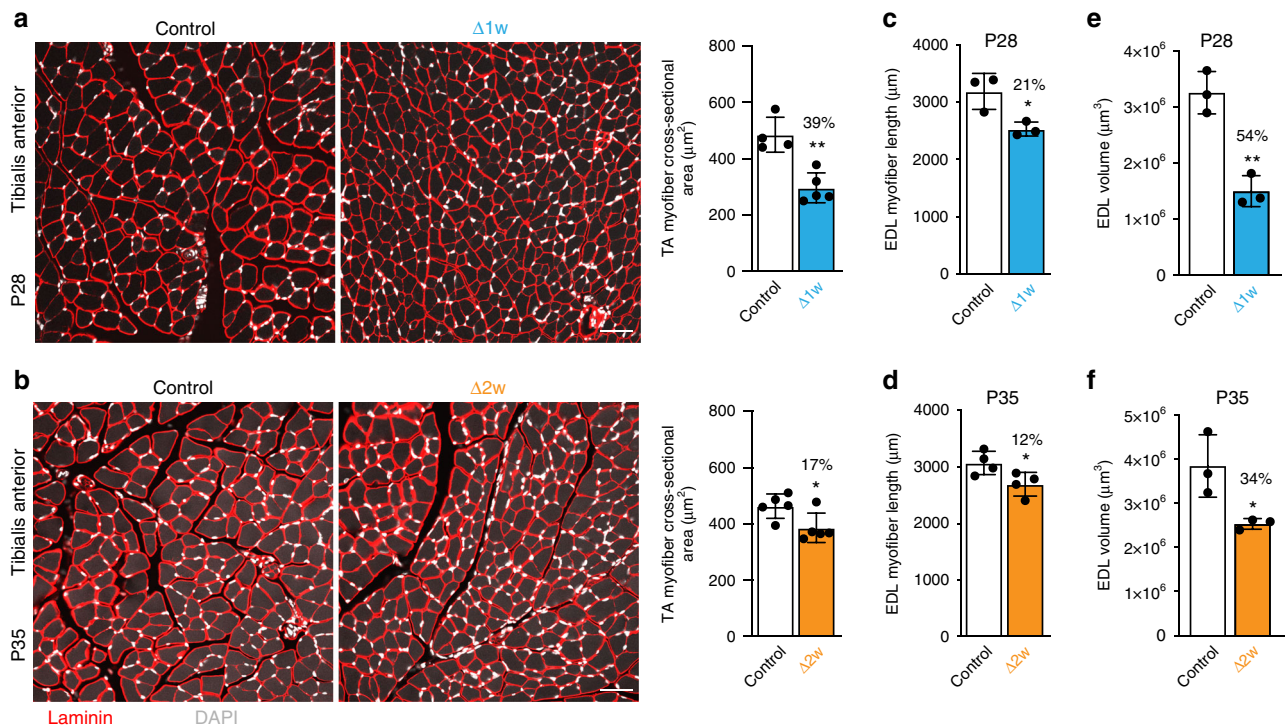 a
Control
Δ1w
Tibialis anterior
P28
TA myofiber cross-sectional
area (μm2)
800
600
400
200
0
39%
**
Control
Δ1w
c
P28
EDL myofiber length (μm)
4000
3000
2000
1000
0
21%
*
Control
Δ1w
e
P28
EDL volume (μm3)
4×106
3×106
2×106
1×106
0
54%
**
Control
Δ1w
b
Control
Δ2w
Tibialis anterior
P35
Laminin
DAPI
TA myofiber cross-sectional
area (μm2)
800
600
400
200
0
17%
*
Control
Δ2w
d
P35
EDL myofiber length (μm)
4000
3000
2000
1000
0
12%
*
Control
Δ2w
f
P35
EDL volume (μm3)
5×106
4×106
3×106
2×106
1×106
0
34%
*
Control
Δ2w